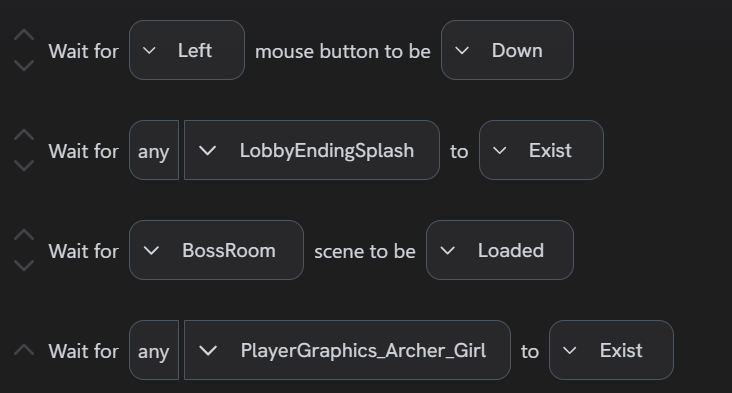 Wait for Left mouse button to be Down
Wait for any LobbyEndingSplash to Exist
Wait for BossRoom scene to be Loaded
Wait for any PlayerGraphics_Archer_Girl to Exist